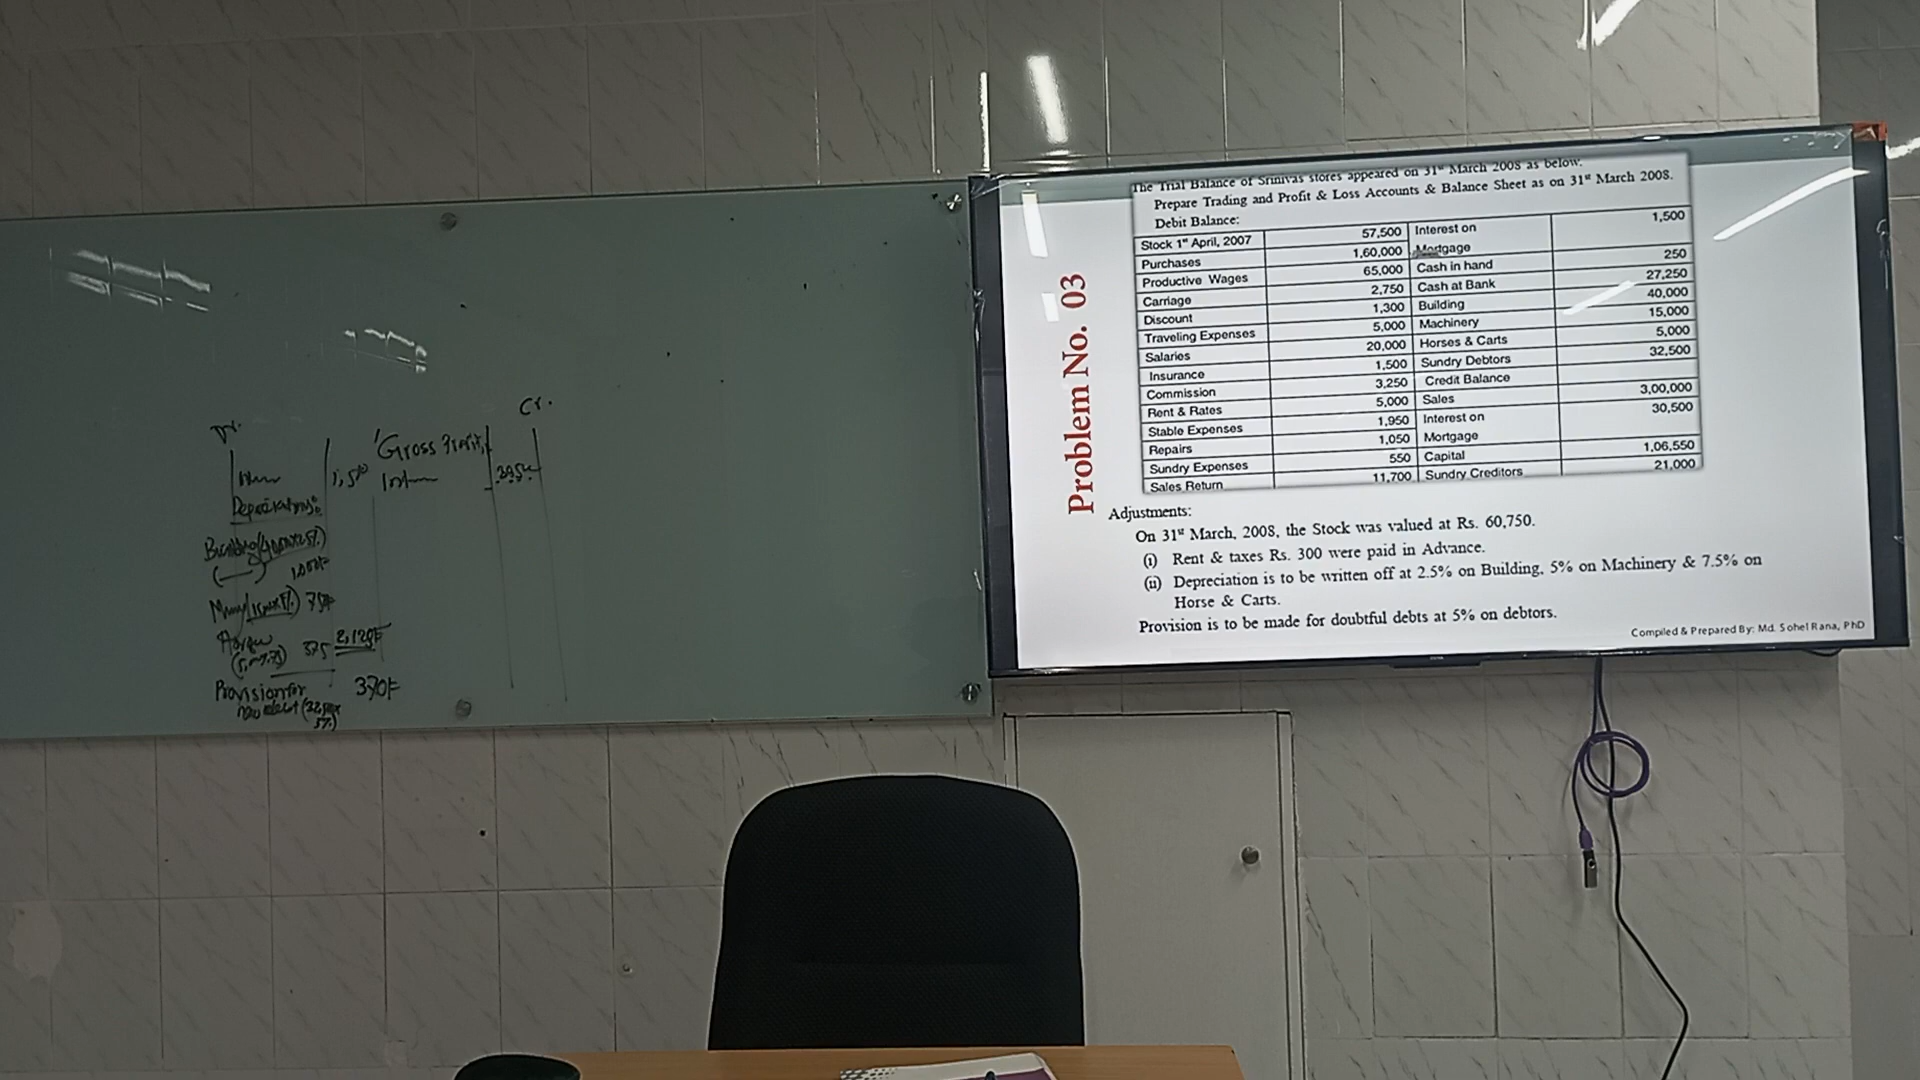 Dr.
Cr.
'Gross Profit,
1,500
Depreciations:
375
Provision for
Problem No. 03
The Trial Balance of Srinivas stores appeared on 31st March 2008 as below.
Prepare Trading and Profit & Loss Accounts & Balance Sheet as on 31st March 2008.
Debit Balance:
Stock 1st April, 2007 57,500 Interest on Mortgage 1,500
Purchases 1,60,000
Productive Wages 65,000 Cash in hand 250
Carriage 2,750 Cash at Bank 27,250
Discount 1,300 Building 40,000
Traveling Expenses 5,000 Machinery 15,000
Salaries 20,000 Horses & Carts 5,000
Insurance 1,500 Sundry Debtors 32,500
Commission 3,250 Credit Balance
Rent & Rates 5,000 Sales 3,00,000
Stable Expenses 1,950 Interest on 30,500
Repairs 1,050 Mortgage
Sundry Expenses 550 Capital 1,06,550
Sales Return 11,700 Sundry Creditors 21,000
Adjustments:
On 31st March, 2008, the Stock was valued at Rs. 60,750.
(i) Rent & taxes Rs. 300 were paid in Advance.
(ii) Depreciation is to be written off at 2.5% on Building, 5% on Machinery & 7.5% on
Horse & Carts.
Provision is to be made for doubtful debts at 5% on debtors.
Compiled & Prepared By: Md. Sohel Rana, PhD